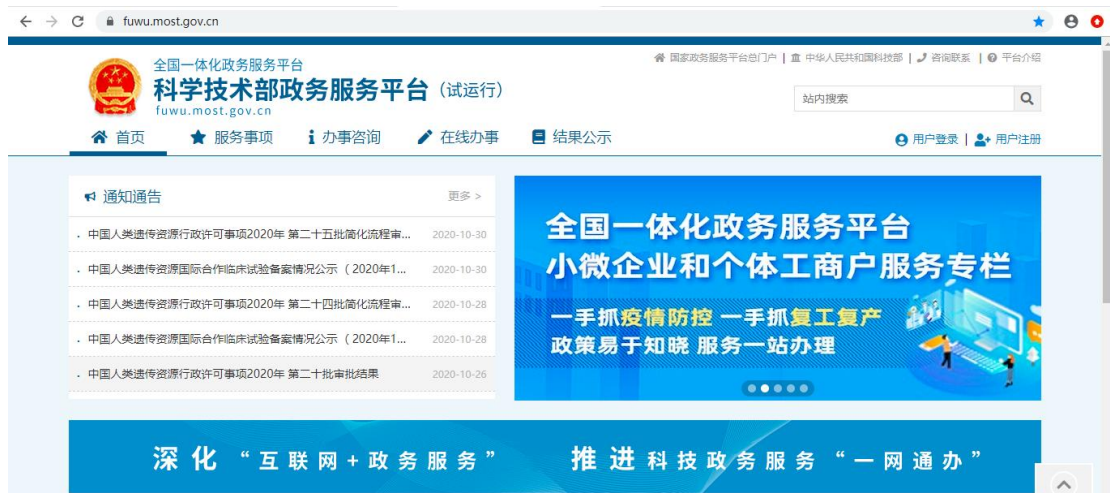 fuwu.most.gov.cn
国家政务服务平台总门户 | 中华人民共和国科技部 | 咨询联系 | 平台介绍
全国一体化政务服务平台
科学技术部政务服务平台（试运行）
fuwu.most.gov.cn
站内搜索
首页 服务事项 办事咨询 在线办事 结果公示 用户登录 | 用户注册
通知通告 更多 >
中国人类遗传资源行政许可事项2020年 第二十五批简化流程审... 2020-10-30
中国人类遗传资源国际合作临床试验备案情况公示（2020年1... 2020-10-30
中国人类遗传资源行政许可事项2020年 第二十四批简化流程审... 2020-10-28
中国人类遗传资源国际合作临床试验备案情况公示（2020年1... 2020-10-28
中国人类遗传资源行政许可事项2020年 第二十批审批结果 2020-10-26
全国一体化政务服务平台
小微企业和个体工商户服务专栏
一手抓疫情防控 一手抓复工复产
政策易于知晓 服务一站办理
深化“互联网+政务服务” 推进科技政务服务“一网通办”